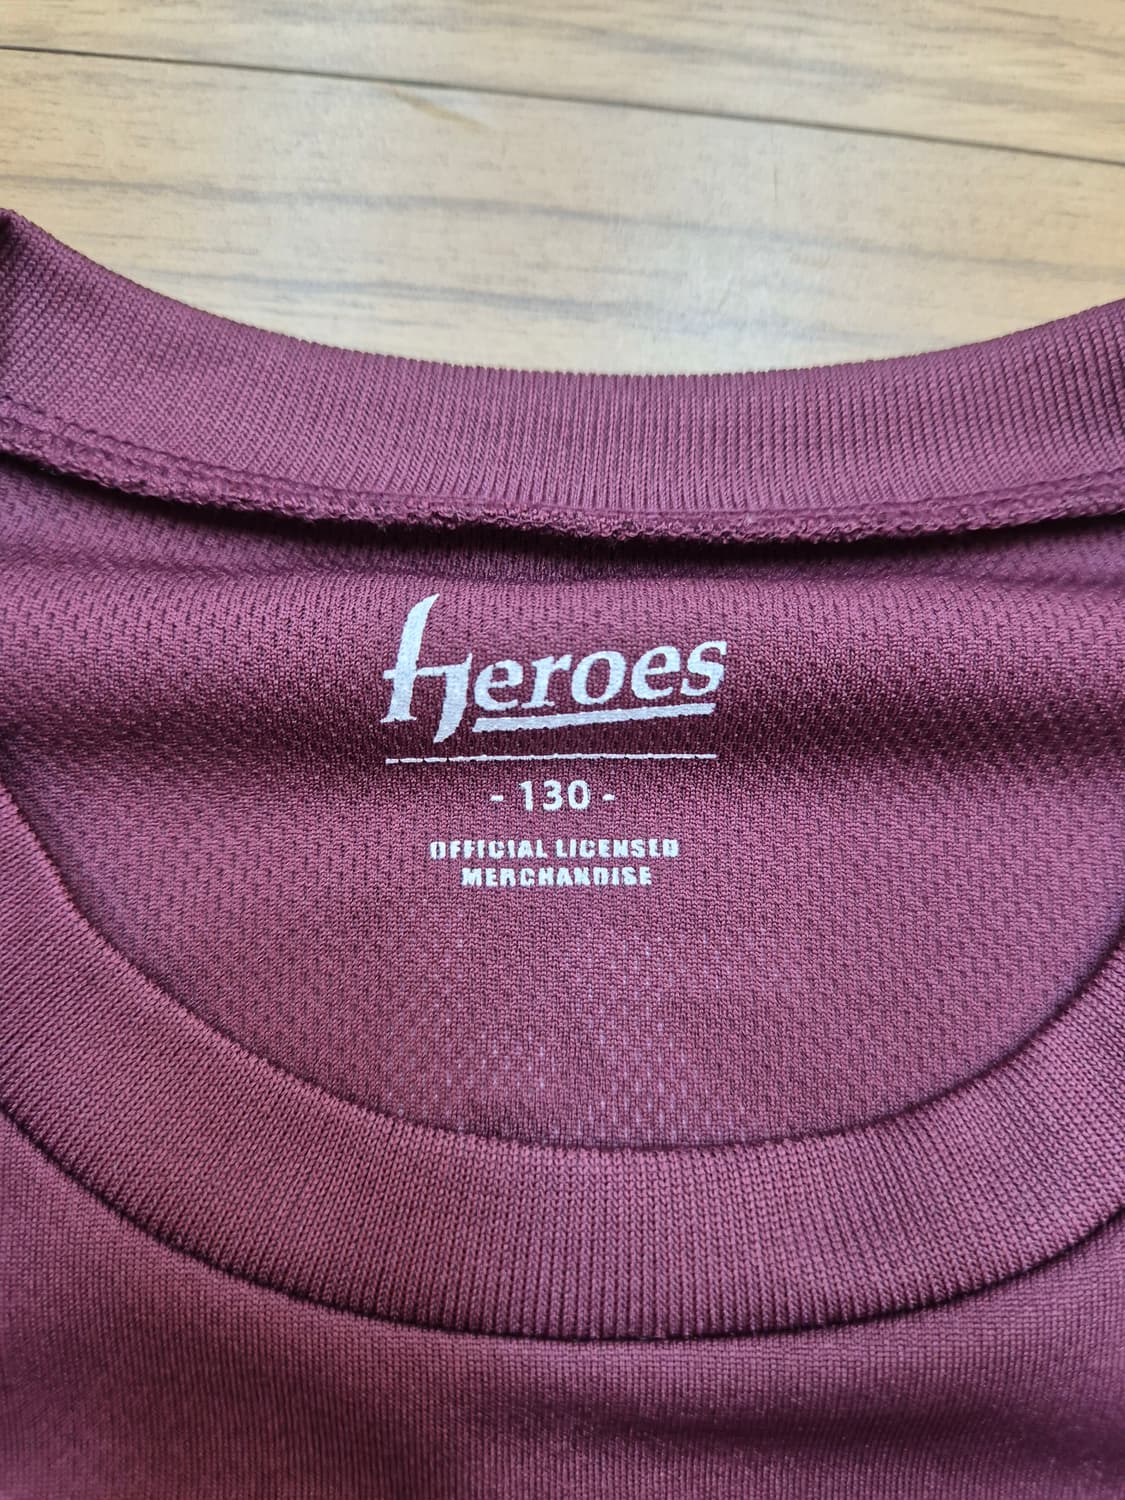 heroes
- 130 -
OFFICIAL LICENSED
MERCHANDISE